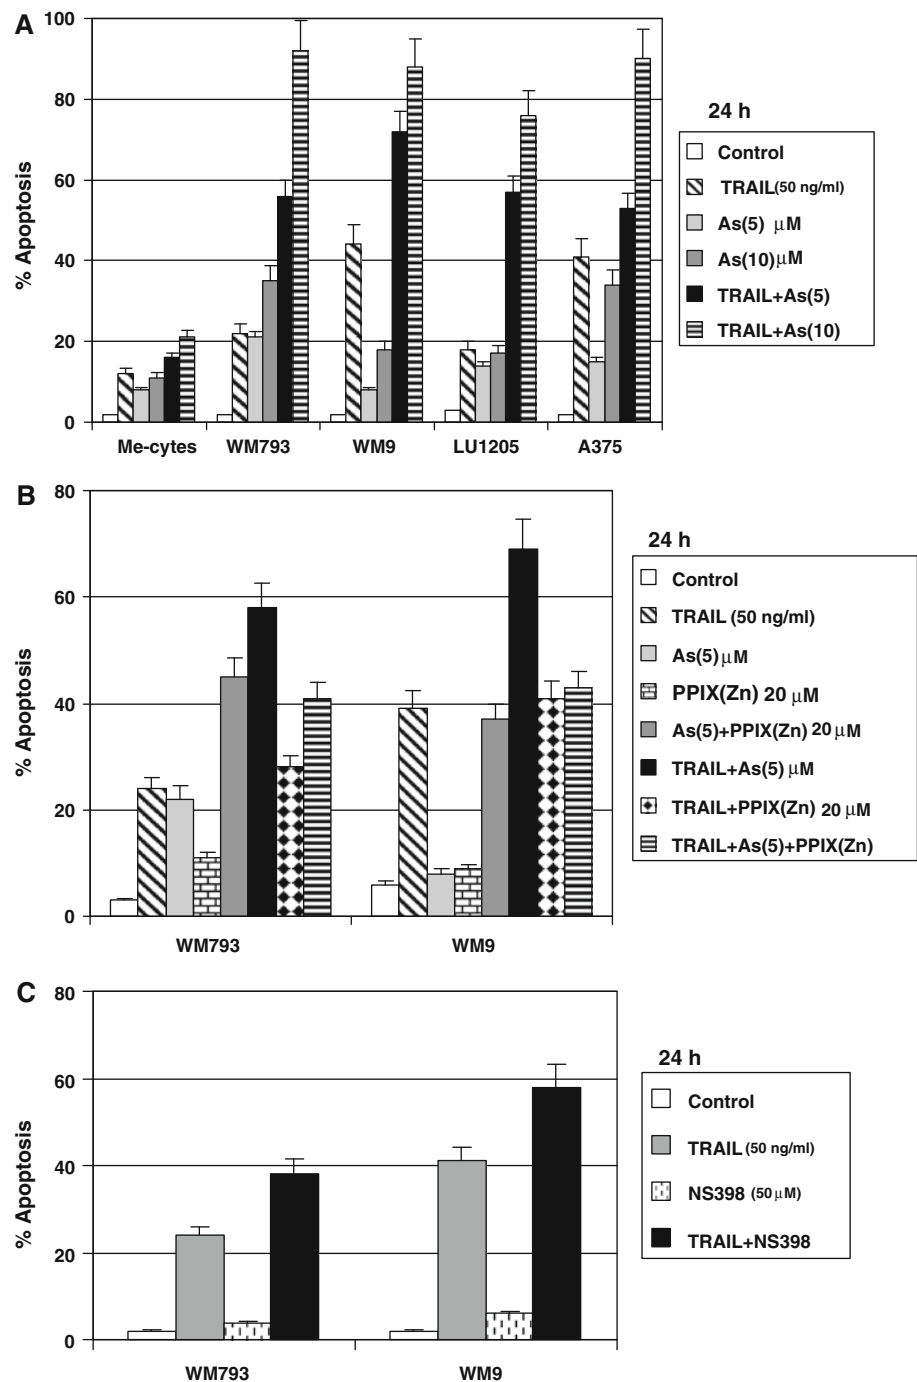 A
100
80
60
40
20
0
% Apoptosis
Me-cytes WM793 WM9 LU1205 A375
24 h
Control
TRAIL(50 ng/ml)
As(5) μM
As(10)μM
TRAIL+As(5)
TRAIL+As(10)
B
80
60
40
20
0
% Apoptosis
WM793 WM9
24 h
Control
TRAIL (50 ng/ml)
As(5)μM
PPIX(Zn) 20 μM
As(5)+PPIX(Zn) 20 μM
TRAIL+As(5) μM
TRAIL+PPIX(Zn) 20 μM
TRAIL+As(5)+PPIX(Zn)
C
80
60
40
20
0
% Apoptosis
WM793 WM9
24 h
Control
TRAIL (50 ng/ml)
NS398 (50 μM)
TRAIL+NS398